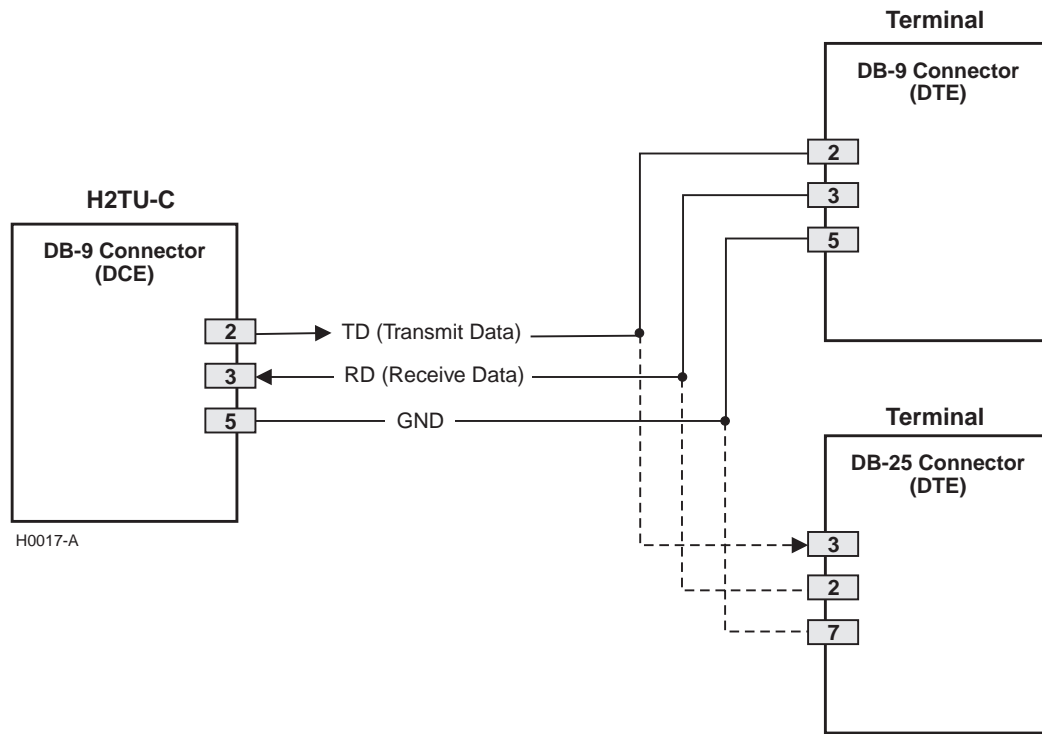 Terminal
DB-9 Connector
(DTE)
2
3
5
H2TU-C
DB-9 Connector
(DCE)
2
TD (Transmit Data)
3
RD (Receive Data)
5
GND
H0017-A
Terminal
DB-25 Connector
(DTE)
3
2
7